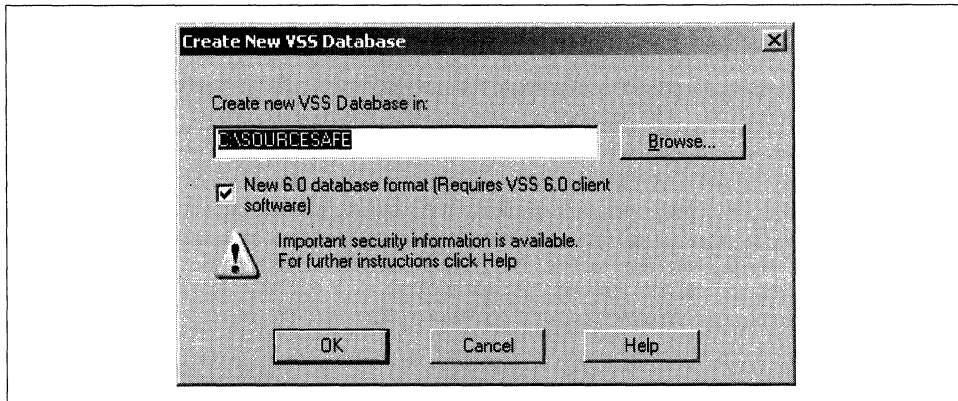 Create New VSS Database
Create new VSS Database in:
C:\SOURCESAFE
Browse...
New 6.0 database format (Requires VSS 6.0 client
software)
Important security information is available.
For further instructions click Help
OK
Cancel
Help